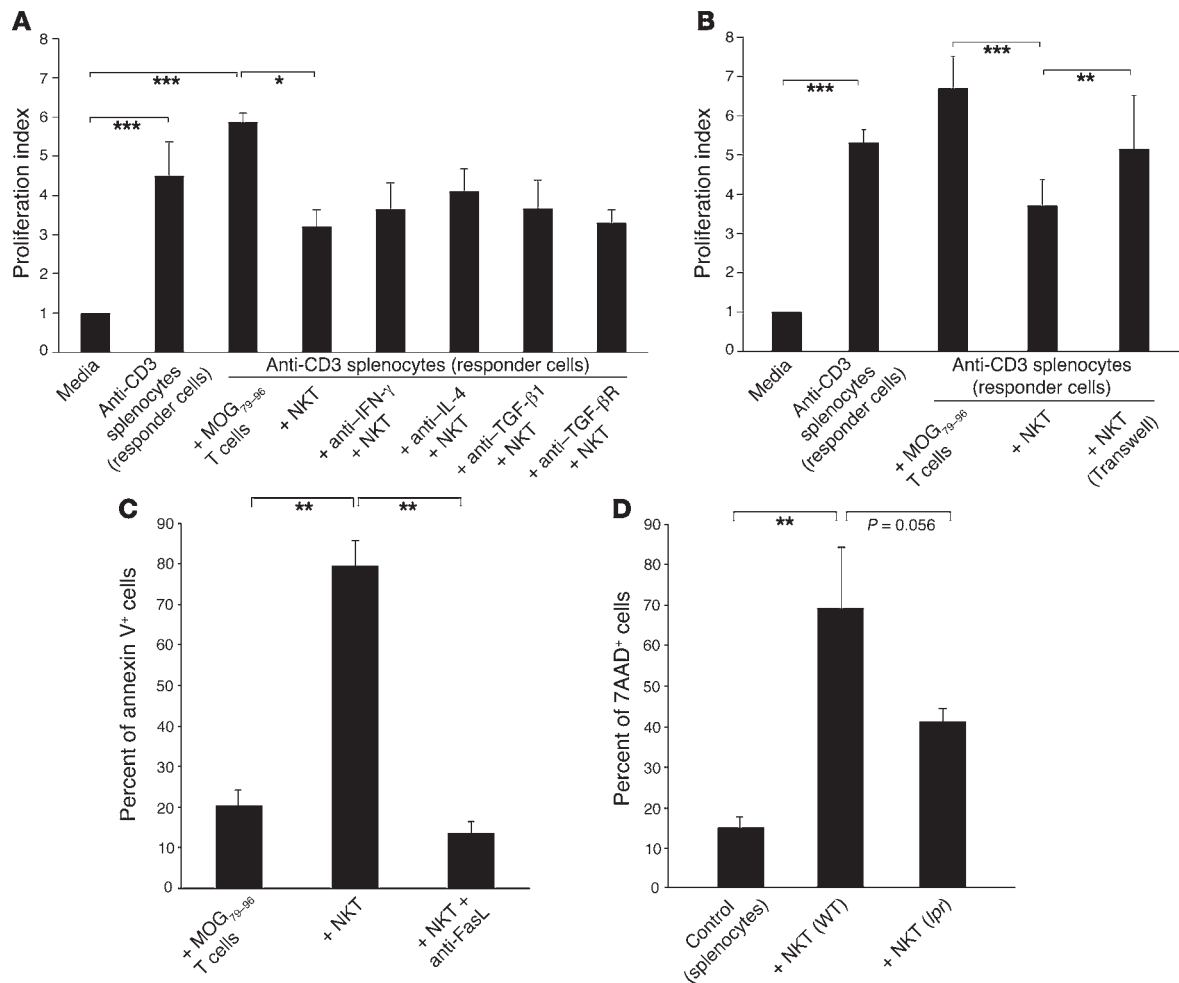 A
8
7
6
5
4
3
2
1
0
Proliferation index
***
***
*
Media
Anti-CD3
splenocytes
(responder cells)
Anti-CD3 splenocytes (responder cells)
+ MOG79–96
T cells
+ NKT
+ anti–IFN-γ
+ NKT
+ anti–IL-4
+ NKT
+ anti–TGF-β1
+ NKT
+ anti–TGF-βR
+ NKT
B
8
7
6
5
4
3
2
1
0
Proliferation index
***
***
**
Media
Anti-CD3
splenocytes
(responder cells)
Anti-CD3 splenocytes
(responder cells)
+ MOG79–96
T cells
+ NKT
+ NKT
(Transwell)
C
90
80
70
60
50
40
30
20
10
0
Percent of annexin V+ cells
**
**
+ MOG79–96
T cells
+ NKT
+ NKT +
anti-FasL
D
90
80
70
60
50
40
30
20
10
0
Percent of 7AAD+ cells
**
P = 0.056
Control
(splenocytes)
+ NKT (WT)
+ NKT (lpr)